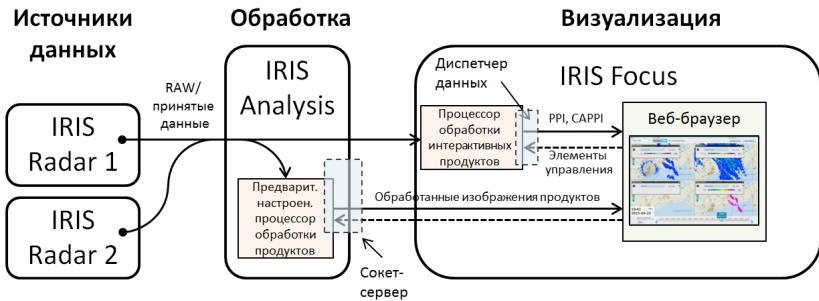 Источники
данных
Обработка
Визуализация
RAW/
принятые
данные
IRIS
Radar 1
IRIS
Radar 2
IRIS
Analysis
Предварит.
настроен.
процессор
обработки
продуктов
Сокет-
сервер
Диспетчер
данных
IRIS Focus
Процессор
обработки
интерактивных
продуктов
PPI, CAPPI
Элементы
управления
Обработанные изображения продуктов
Веб-браузер